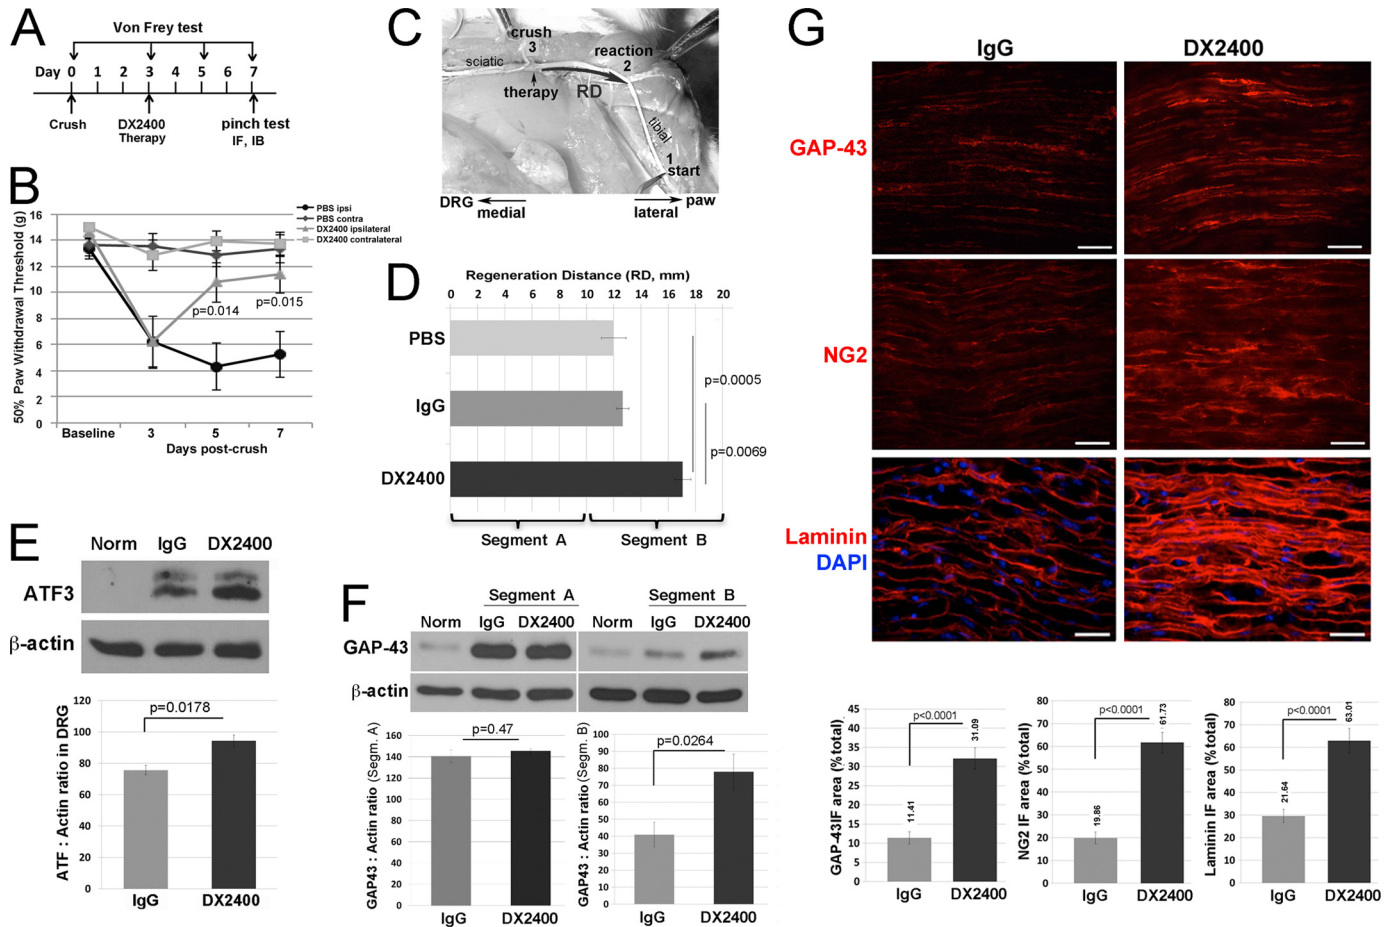 A
Von Frey test
Day 0 1 2 3 4 5 6 7
Crush
DX2400
Therapy
pinch test
IF, IB
B
50% Paw Withdrawal Threshold (g)
16
14
12
10
8
6
4
2
0
PBS ipsi
PBS contra
DX2400 ipsilateral
DX2400 contralateral
p=0.014
p=0.015
Baseline 3 5 7
Days post-crush
C
crush
3
reaction
2
sciatic
therapy
RD
tibial
1
start
DRG
medial
lateral
paw
D
Regeneration Distance (RD, mm)
0 2 4 6 8 10 12 14 16 18 20
PBS
IgG
DX2400
p=0.0005
p=0.0069
Segment A
Segment B
E
Norm IgG DX2400
ATF3
β-actin
ATF : Actin ratio in DRG
120
100
80
60
40
20
0
p=0.0178
IgG DX2400
F
Segment A
Segment B
Norm IgG DX2400
Norm IgG DX2400
GAP-43
β-actin
GAP43 : Actin ratio (Segm. A)
160
140
120
100
80
60
40
20
0
p=0.47
IgG DX2400
GAP43 : Actin ratio (Segm. B)
100
90
80
70
60
50
40
30
20
10
0
p=0.0264
IgG DX2400
G
IgG DX2400
GAP-43
NG2
Laminin
DAPI
GAP-43IF area (%total)
45
40
35
30
25
20
15
10
5
0
p<0.0001
11.41
31.09
IgG DX2400
NG2 IF area (%total)
80
70
60
50
40
30
20
10
0
p<0.0001
19.86
61.73
IgG DX2400
Laminin IF area (%total)
80
70
60
50
40
30
20
10
0
p<0.0001
21.64
63.01
IgG DX2400